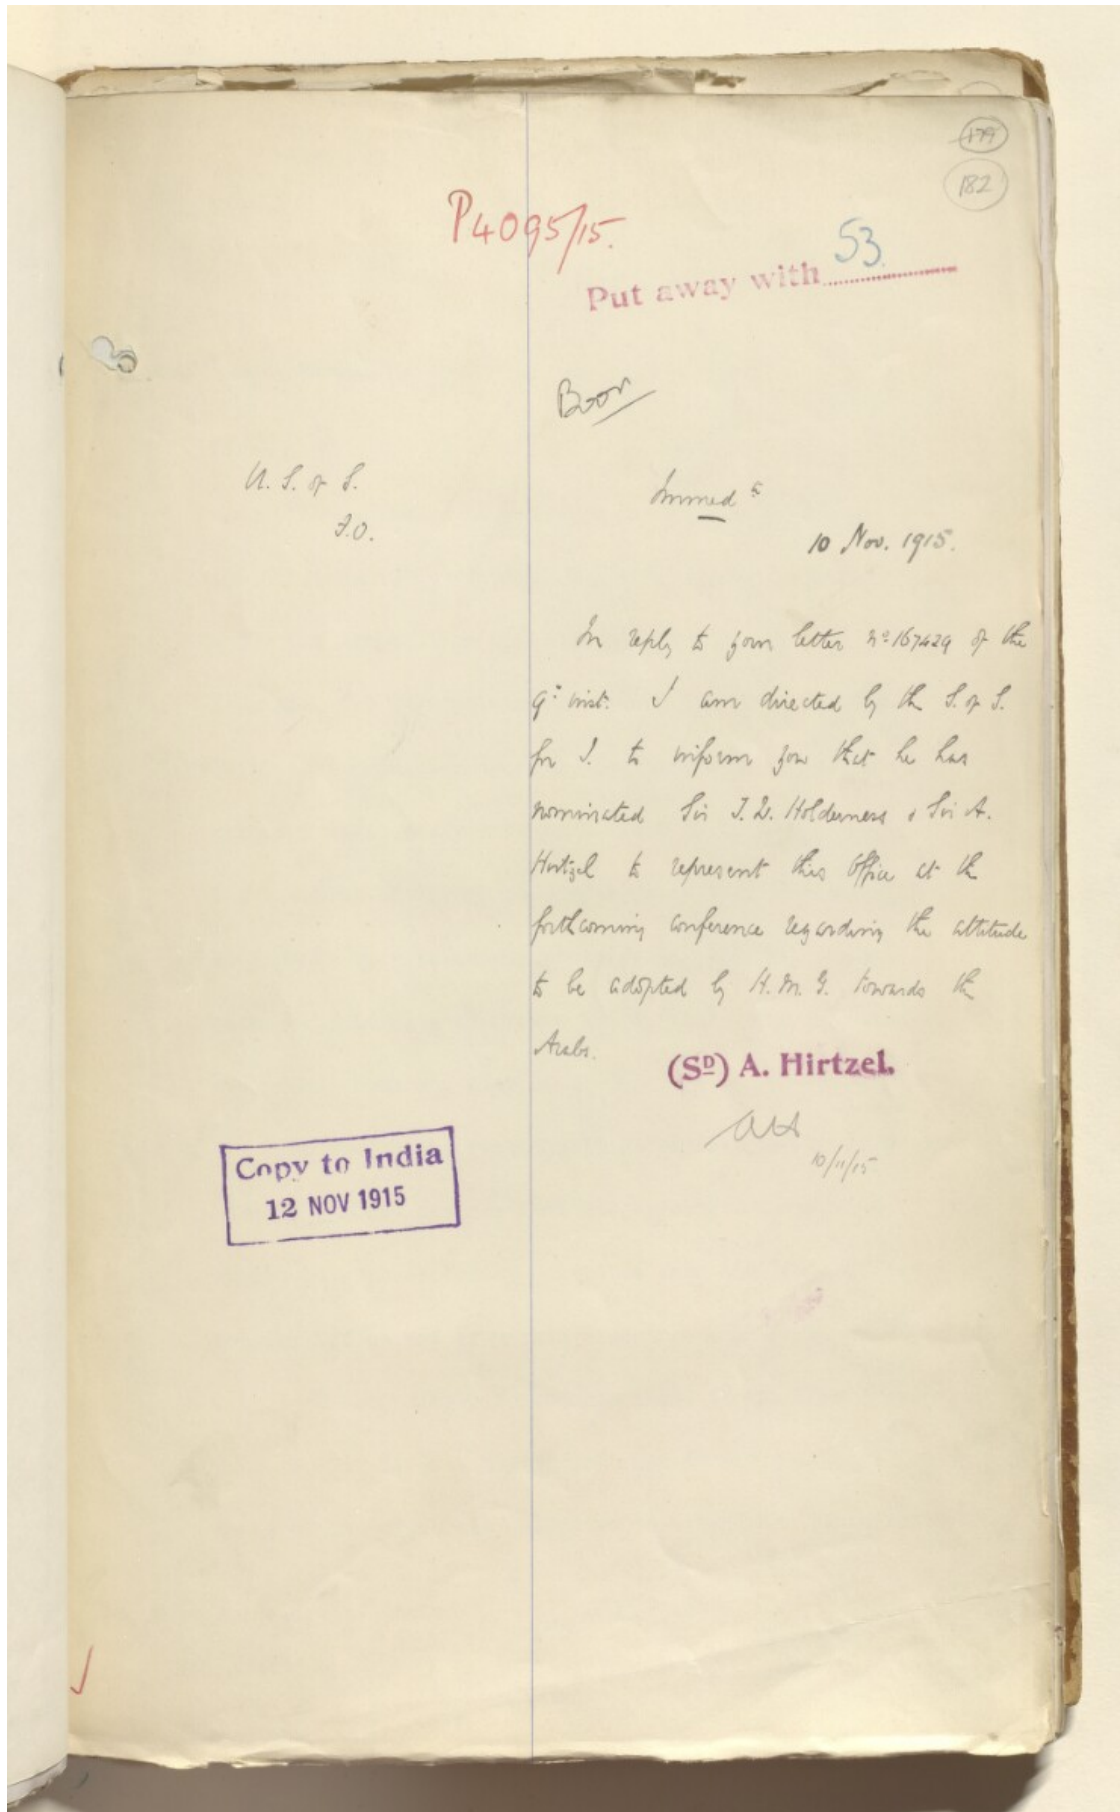 179
182
P4095/15.
Put away with 53
U. S. of S.
F.O.
Immed te
10 Nov. 1915.
In reply to your letter No 167429 of the
9th inst. I am directed by the S. of S.
for I. to inform you that he has
nominated Sir T.W. Holderness & Sir A.
Hirtzel to represent this Office at the
forthcoming conference regarding the attitude
to be adopted by H.M.G. towards the
Arabs.
(SD) A. Hirtzel.
AH
10/11/15
Copy to India
12 NOV 1915